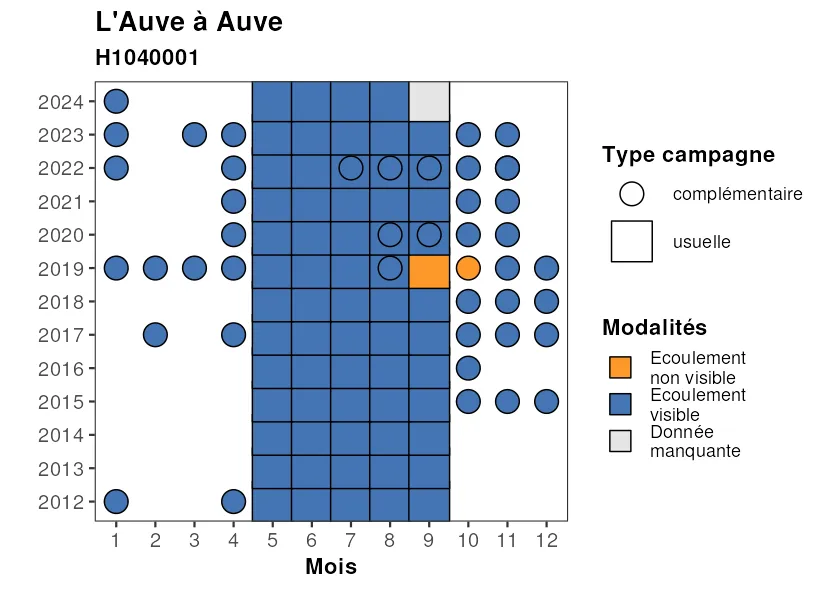 L'Auve à Auve
H1040001
2024
2023
2022
2021
2020
2019
2018
2017
2016
2015
2014
2013
2012
1 2 3 4 5 6 7 8 9 10 11 12
Mois
Type campagne
complémentaire
usuelle
Modalités
Ecoulement
non visible
Ecoulement
visible
Donnée
manquante